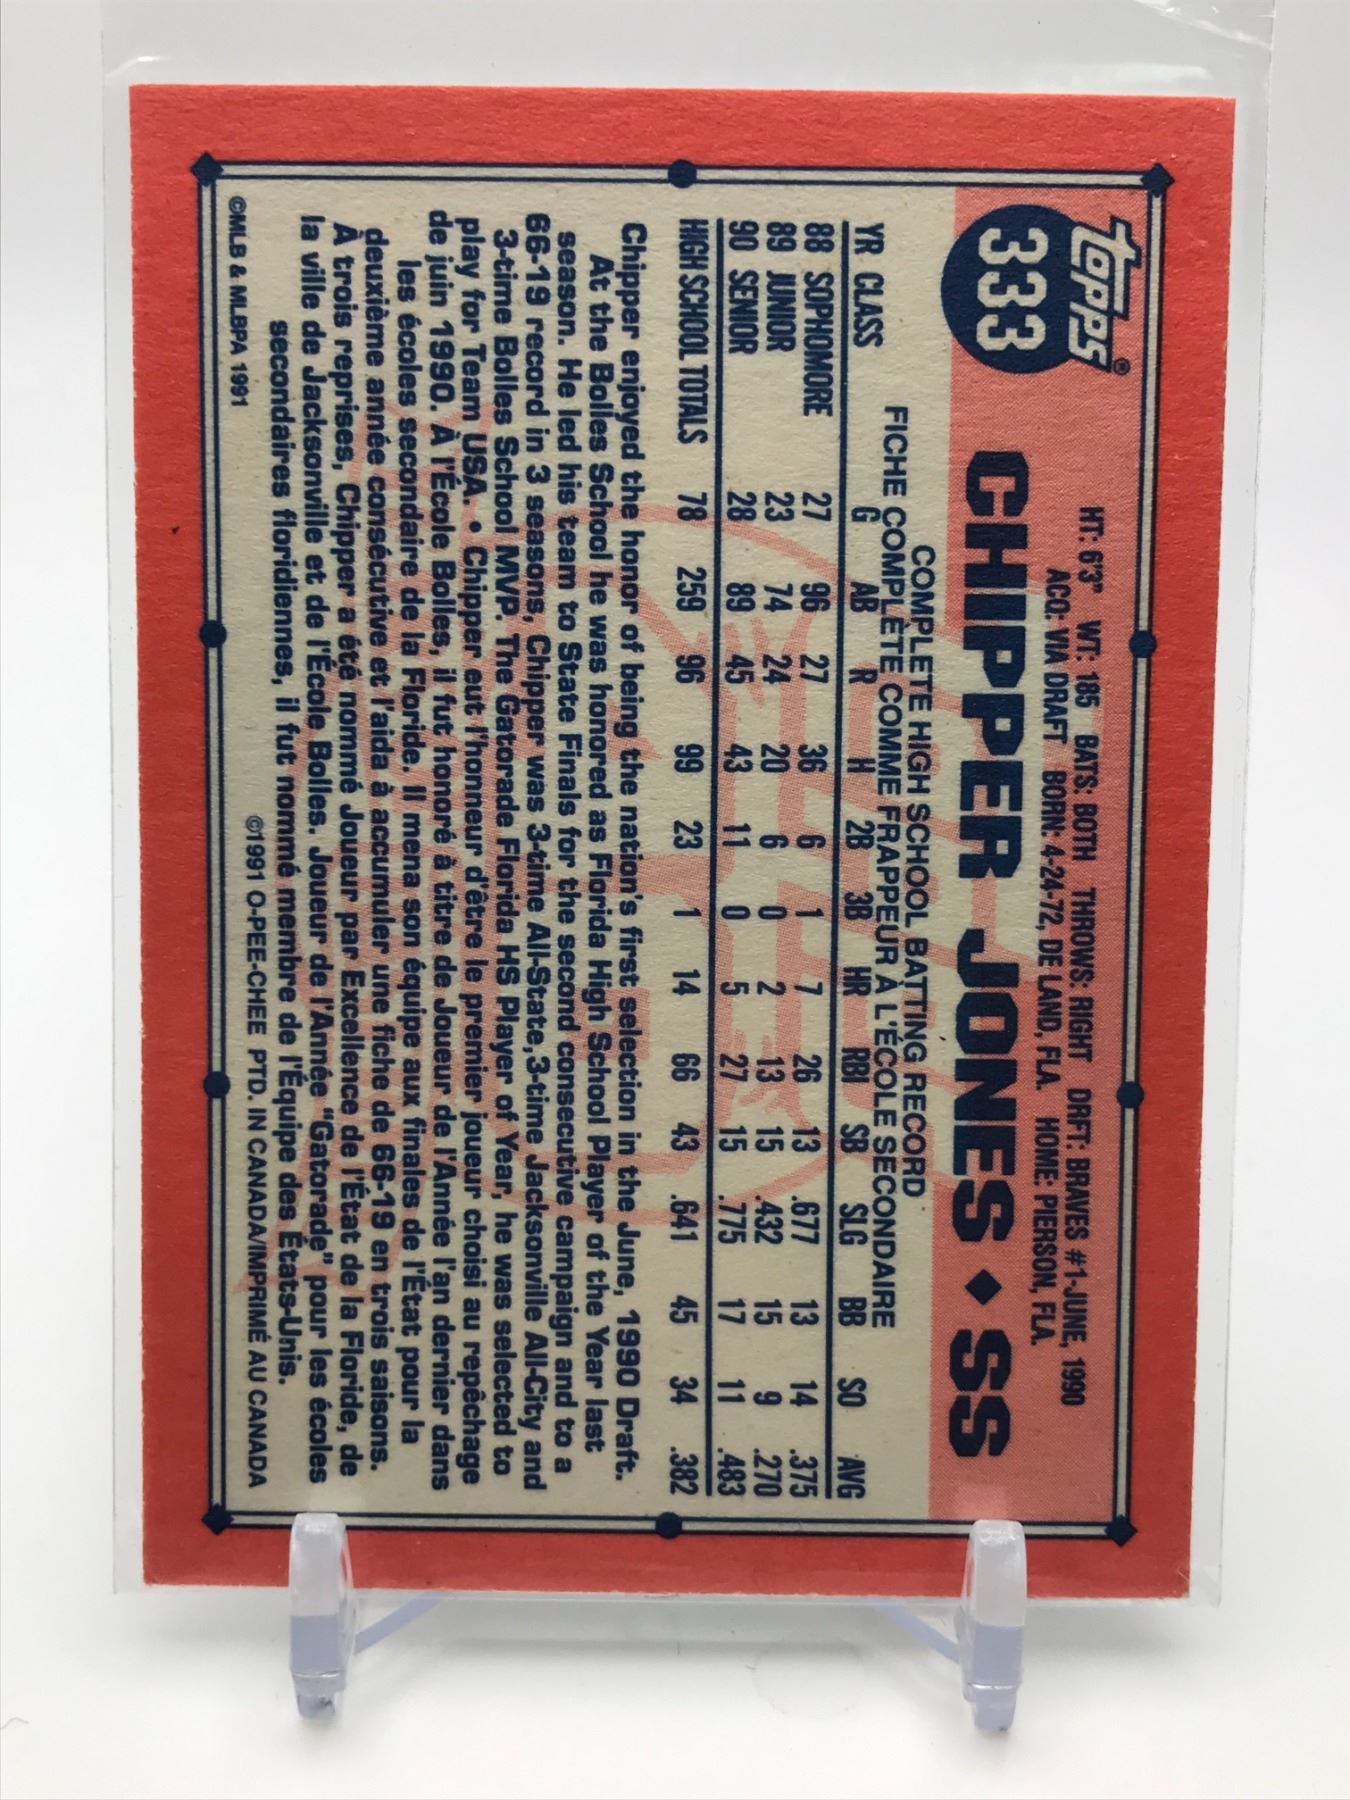 topps®
333
HT: 6'3" WT: 185 BATS: BOTH THROWS: RIGHT DRFT: BRAVES #1-JUNE, 1990
ACQ: VIA DRAFT BORN: 4-24-72, DE LAND, FLA. HOME: PIERSON, FLA.
CHIPPER JONES ♦ SS
COMPLETE HIGH SCHOOL BATTING RECORD
FICHE COMPLÈTE COMME FRAPPEUR À L'ÉCOLE SECONDAIRE
YR CLASS G AB R H 2B 3B HR RBI SB SLG BB SO AVG
88 SOPHOMORE 27 96 27 36 6 1 7 26 13 .677 13 14 .375
89 JUNIOR 23 74 24 20 6 0 2 13 15 .432 15 9 .270
90 SENIOR 28 89 45 43 11 0 5 27 15 .775 17 11 .483
HIGH SCHOOL TOTALS 78 259 96 99 23 1 14 66 43 .641 45 34 .382
Chipper enjoyed the honor of being the nation's first selection in the June, 1990 Draft.
At the Bolles School he was honored as Florida High School Player of the Year last
season. He led his team to State Finals for the second consecutive campaign and to a
66-19 record in 3 seasons, Chipper was 3-time All-State, 3-time Jacksonville All-City and
3-time Bolles School MVP. The Gatorade Florida HS Player of Year, he was selected to
play for Team USA. • Chipper eut l'honneur d'être le premier joueur choisi au repêchage
de juin 1990. À l'École Bolles, il fut honoré à titre de Joueur de l'Année l'an dernier dans
les écoles secondaire de la Floride. Il mena son équipe aux finales de l'État pour la
deuxième année consécutive et l'aida à accumuler une fiche de 66-19 en trois saisons.
À trois reprises, Chipper a été nommé Joueur par Excellence de l'État de la Floride, de
la ville de Jacksonville et de l'École Bolles. Joueur de l'Année "Gatorade" pour les écoles
secondaires floridiennes, il fut nommé membre de l'Équipe des États-Unis.
©MLB & MLBPA 1991 ©1991 O-PEE-CHEE PTD. IN CANADA/IMPRIMÉ AU CANADA